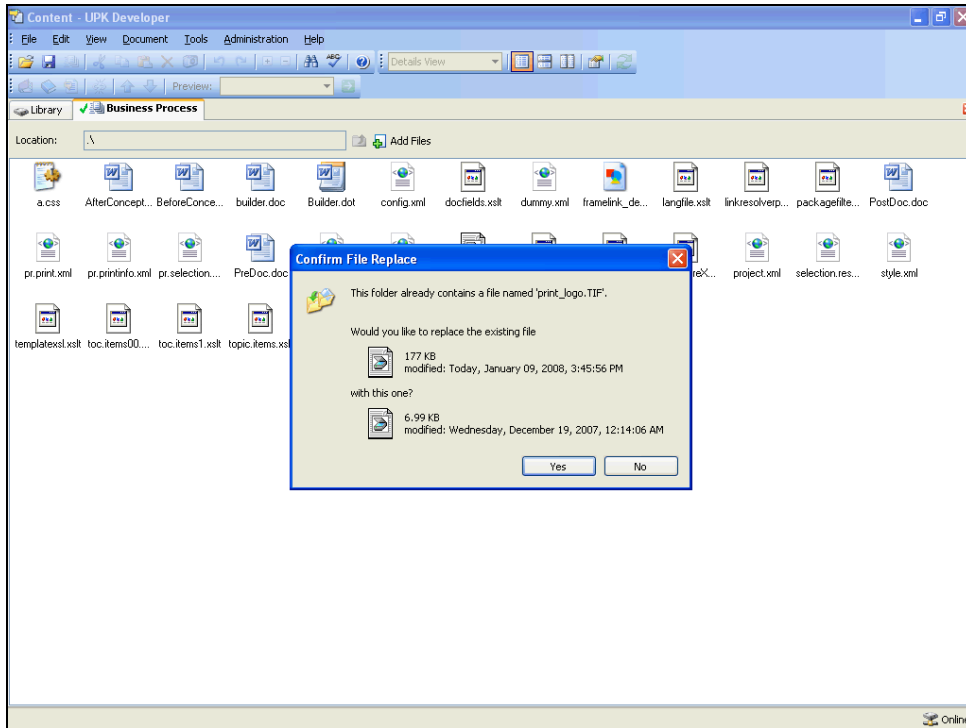 Content - UPK Developer
File Edit View Document Tools Administration Help
ABC Details View
Preview:
Library Business Process
Location: .\ Add Files
a.css AfterConcept... BeforeConce... builder.doc Builder.dot config.xml docfields.xslt dummy.xml framelink_de... langfile.xslt linkresolverp... packagefilte... PostDoc.doc
pr.print.xml pr.printinfo.xml pr.selection.... PreDoc.doc reX... project.xml selection.res... style.xml
templatexsl.xslt toc.items00.... toc.items1.xslt topic.items.xsl
Confirm File Replace
This folder already contains a file named 'print_logo.TIF'.
Would you like to replace the existing file
177 KB
modified: Today, January 09, 2008, 3:45:56 PM
with this one?
6.99 KB
modified: Wednesday, December 19, 2007, 12:14:06 AM
Yes No
Online